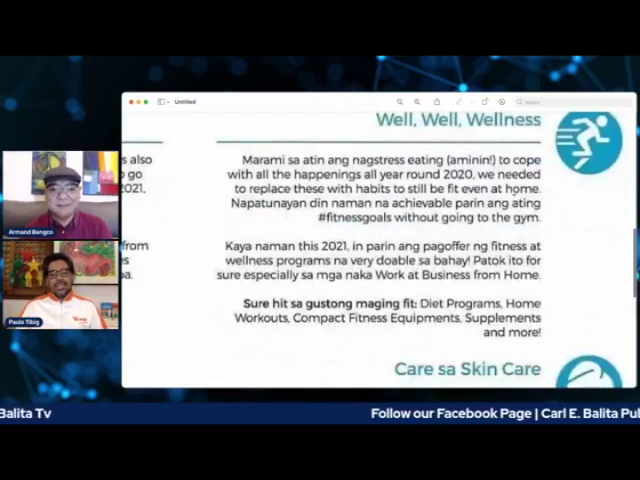 Untitled
Well, Well, Wellness
s also
o go
2021.
Marami sa atin ang nagstress eating (aminin!) to cope
with all the happenings all year round 2020, we needed
to replace these with habits to still be fit even at home.
Napatunayan din naman na achievable parin ang ating
#fitnessgoals without going to the gym.
from
es
oa.
Kaya naman this 2021, in parin ang pagoffer ng fitness at
wellness programs na very doable sa bahay! Patok ito for
sure especially sa mga naka Work at Business from Home.
Sure hit sa gustong maging fit: Diet Programs, Home
Workouts, Compact Fitness Equipments, Supplements
and more!
Care sa Skin Care
Armand Bengco
Paulo Tibig
Balita Tv
Follow our Facebook Page | Carl E. Balita Pu